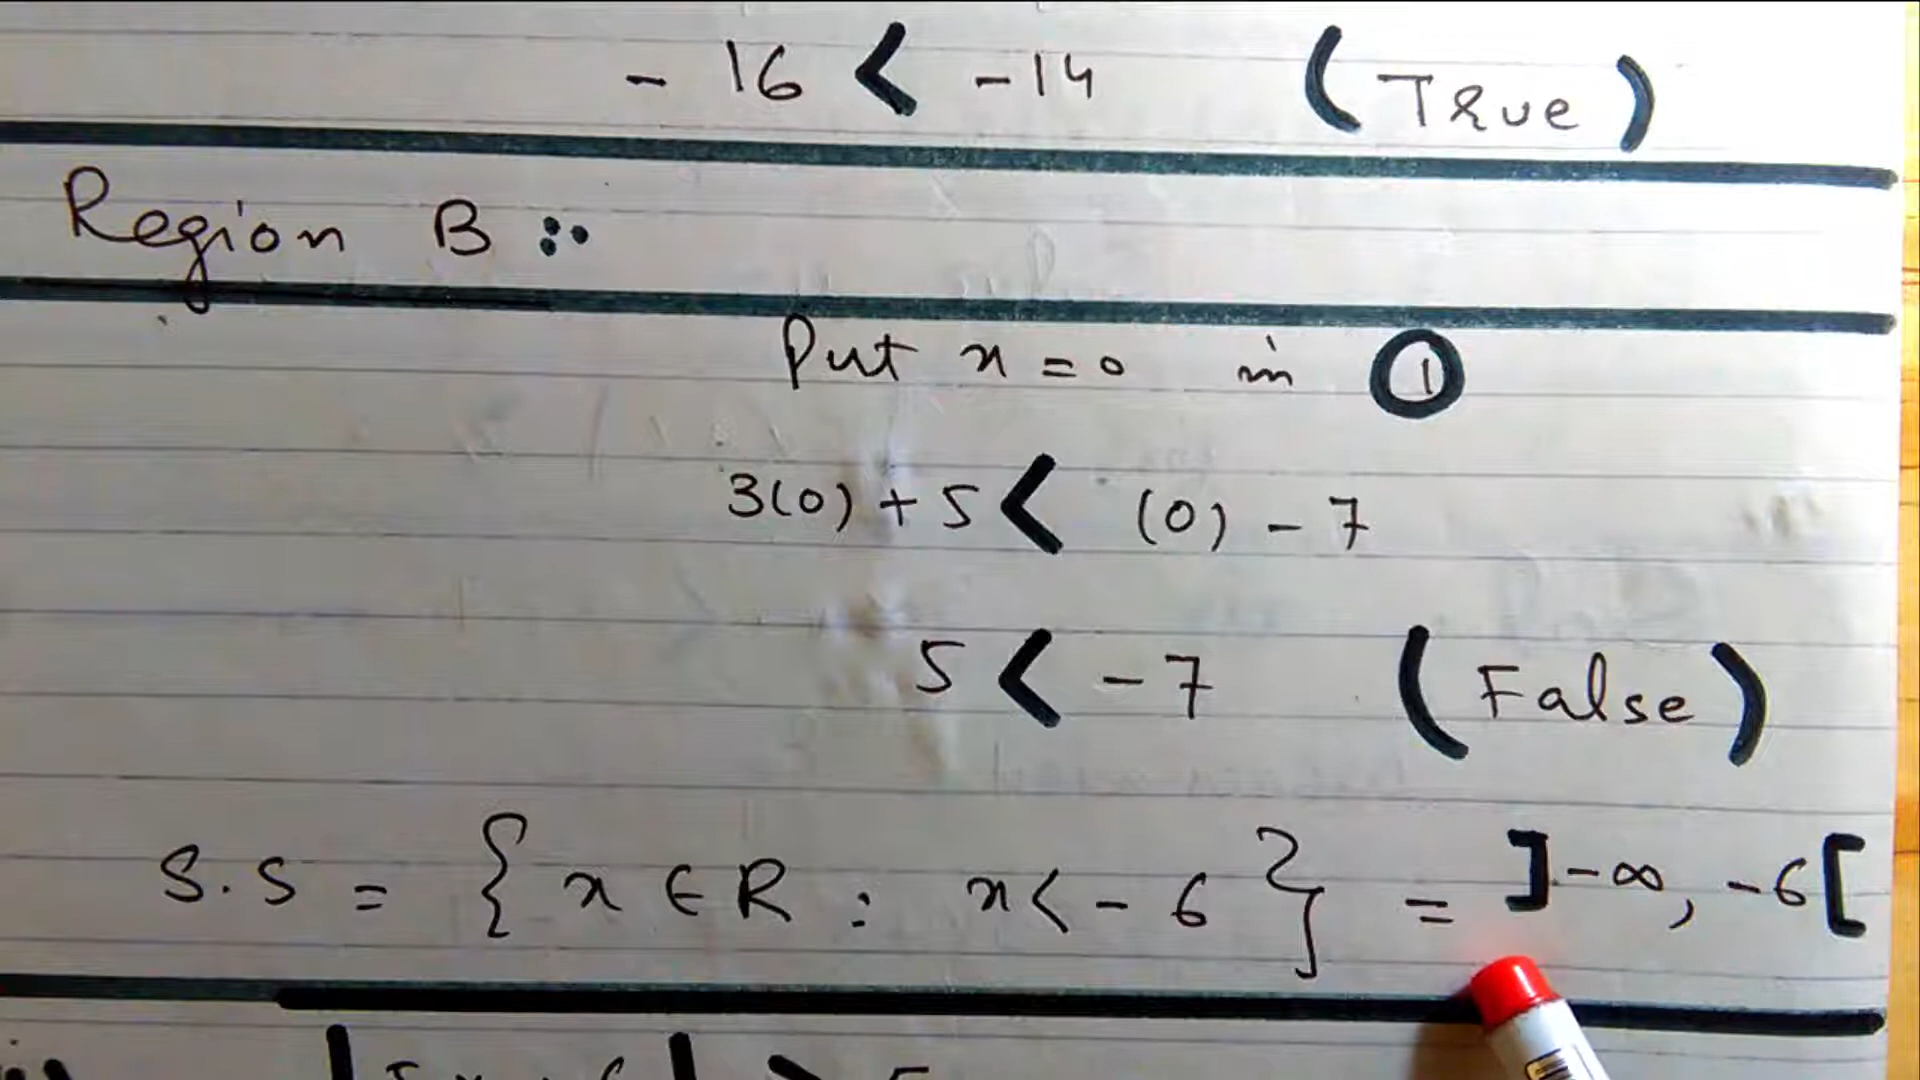 - 16 < -14 (True)
Region B ::
Put x = 0 in ①
3(0) + 5 < (0) - 7
5 < - 7 (False)
S.S = { x ∈ R : x < - 6 } = ]-∞, -6[